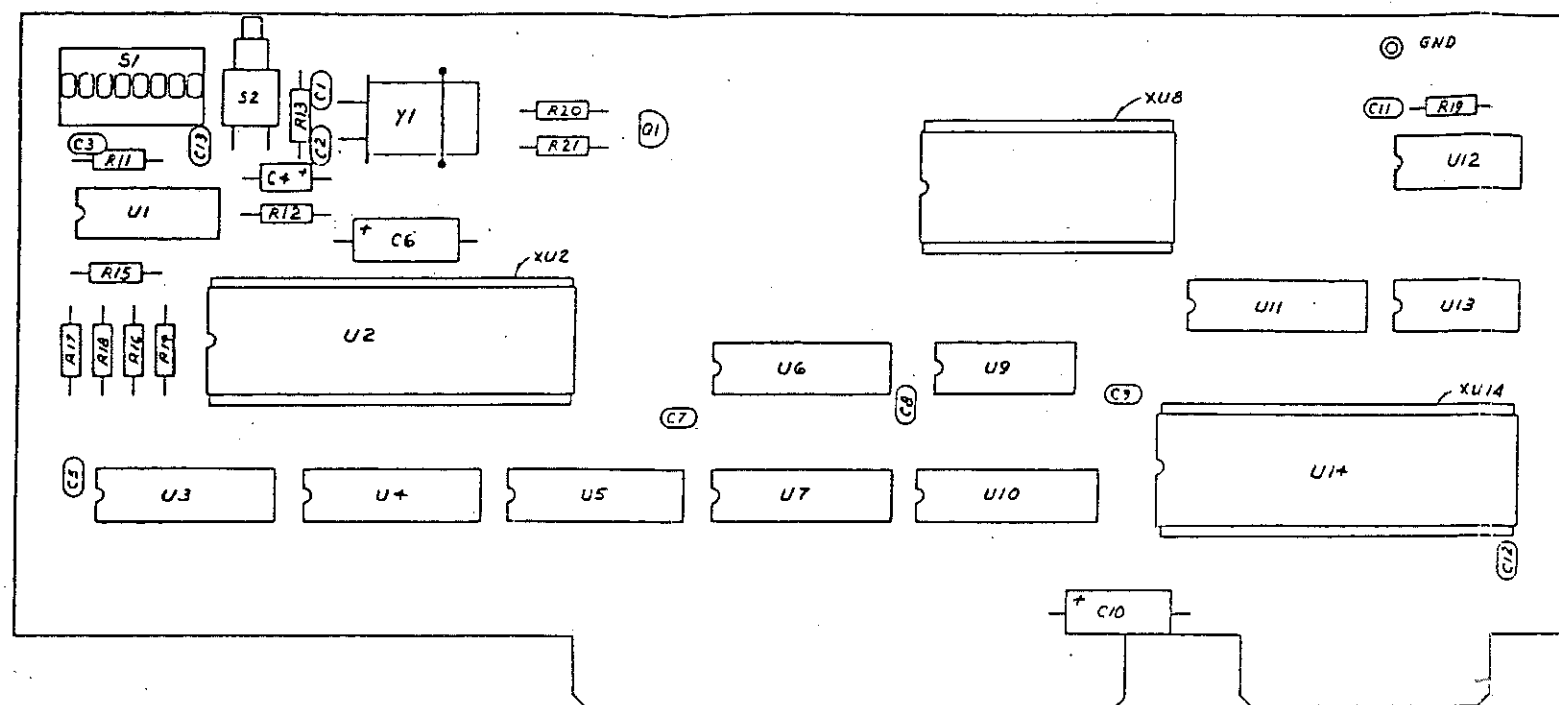 GND
S1
S2
R13
C1
C2
Y1
R20
R21
Q1
XU8
C11
R19
C3
R11
C13
C4 +
U12
U1
R12
+ C6
R15
XU2
U11
U13
R17
R18
R16
R14
U2
U6
C8
U9
C9
XU14
C7
C5
U3
U4
U5
U7
U10
U14
C12
+ C10